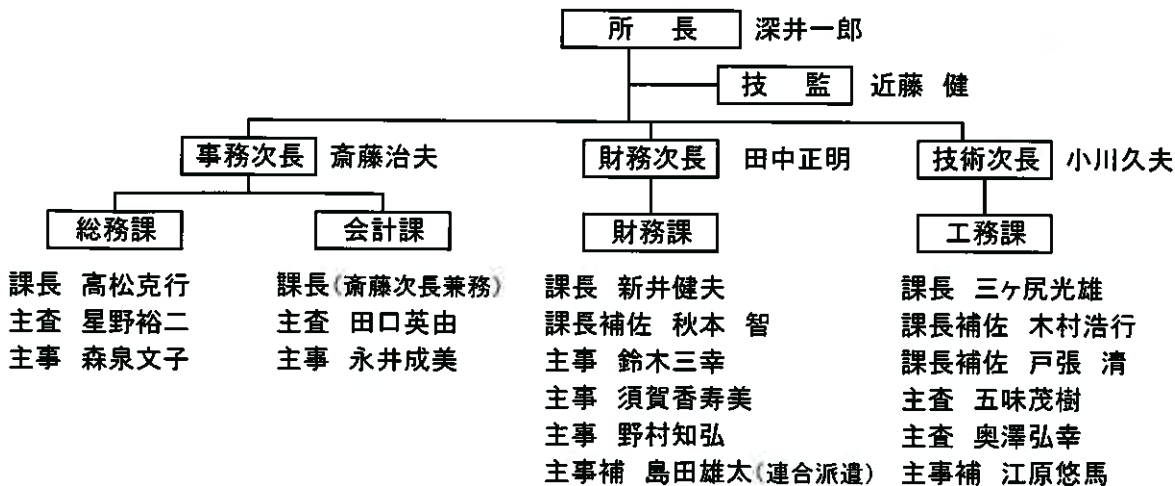 所 長 深井一郎
技 監 近藤 健
事務次長 斎藤治夫
財務次長 田中正明
技術次長 小川久夫
総務課
課長 高松克行
主査 星野裕二
主事 森泉文子
会計課
課長(斎藤次長兼務)
主査 田口英由
主事 永井成美
財務課
課長 新井健夫
課長補佐 秋本 智
主事 鈴木三幸
主事 須賀香寿美
主事 野村知弘
主事補 島田雄太(連合派遣)
工務課
課長 三ヶ尻光雄
課長補佐 木村浩行
課長補佐 戸張 清
主査 五味茂樹
主査 奥澤弘幸
主事補 江原悠馬